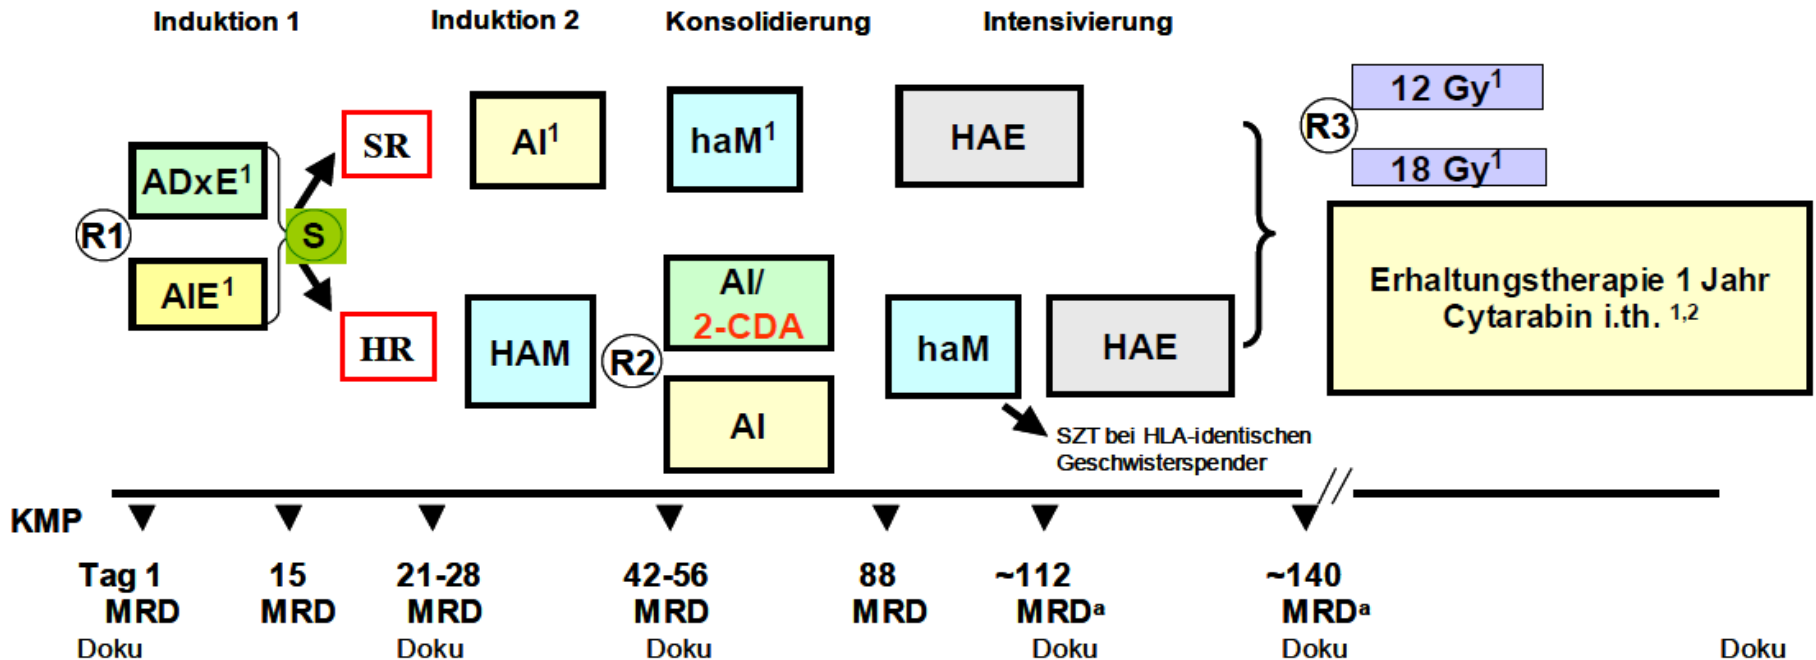 Induktion 1
Induktion 2
Konsolidierung
Intensivierung
R1
ADxE¹
AIE¹
S
SR
HR
AI¹
HAM
R2
haM¹
AI/
2-CDA
AI
HAE
haM
HAE
SZT bei HLA-identischen
Geschwisterspender
R3
12 Gy¹
18 Gy¹
Erhaltungstherapie 1 Jahr
Cytarabin i.th. ¹,²
KMP
Tag 1 15 21-28 42-56 88 ~112 ~140
MRD MRD MRD MRD MRD MRDᵃ MRDᵃ
Doku Doku Doku Doku Doku Doku